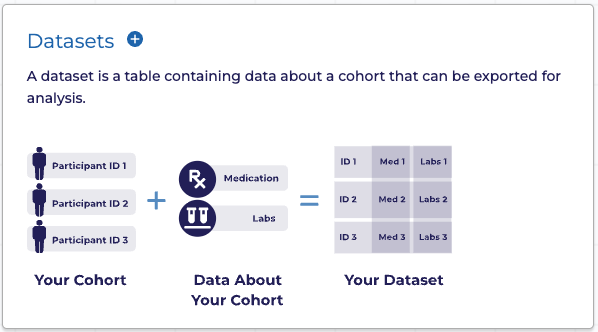 Datasets
A dataset is a table containing data about a cohort that can be exported for
analysis.
Participant ID 1
Participant ID 2
Participant ID 3
+
Rx
Medication
Labs
=
ID 1 Med 1 Labs 1
ID 2 Med 2 Labs 2
ID 3 Med 3 Labs 3
Your Cohort
Data About
Your Cohort
Your Dataset